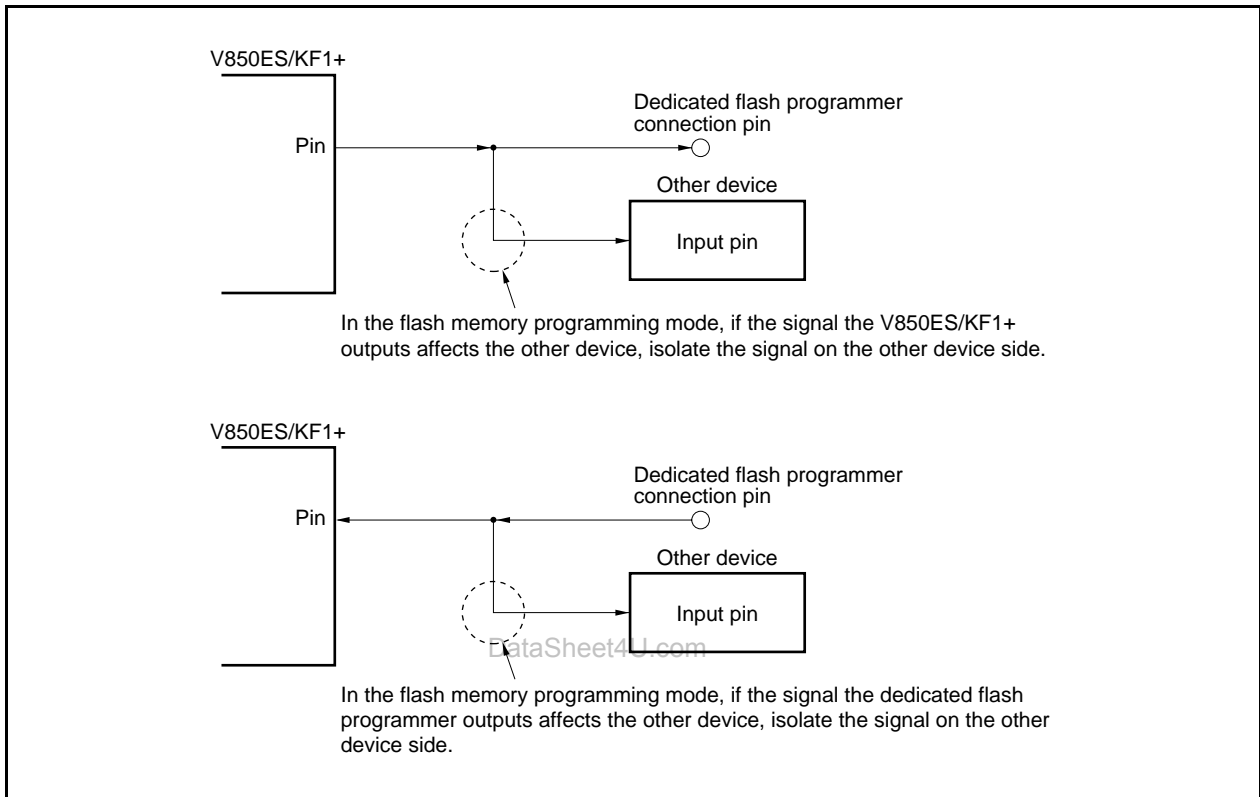 V850ES/KF1+
Dedicated flash programmer
connection pin
Pin
Other device
Input pin
In the flash memory programming mode, if the signal the V850ES/KF1+
outputs affects the other device, isolate the signal on the other device side.
V850ES/KF1+
Dedicated flash programmer
connection pin
Pin
Other device
Input pin
DataSheet4U.com
In the flash memory programming mode, if the signal the dedicated flash
programmer outputs affects the other device, isolate the signal on the other
device side.